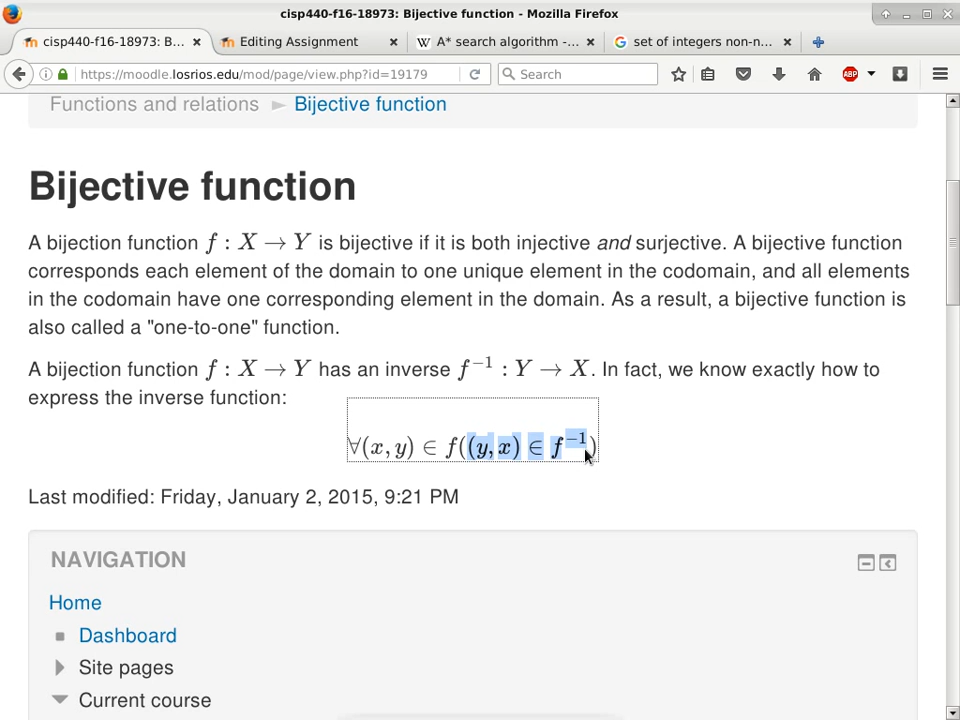 cisp440-f16-18973: Bijective function - Mozilla Firefox
cisp440-f16-18973: B... Editing Assignment A* search algorithm -... set of integers non-n...
https://moodle.losrios.edu/mod/page/view.php?id=19179 Search ABP
Functions and relations ► Bijective function
Bijective function
A bijection function f : X → Y is bijective if it is both injective and surjective. A bijective function
corresponds each element of the domain to one unique element in the codomain, and all elements
in the codomain have one corresponding element in the domain. As a result, a bijective function is
also called a "one-to-one" function.
A bijection function f : X → Y has an inverse f⁻¹ : Y → X. In fact, we know exactly how to
express the inverse function:
∀(x, y) ∈ f((y, x) ∈ f⁻¹)
Last modified: Friday, January 2, 2015, 9:21 PM
NAVIGATION
Home
Dashboard
Site pages
Current course